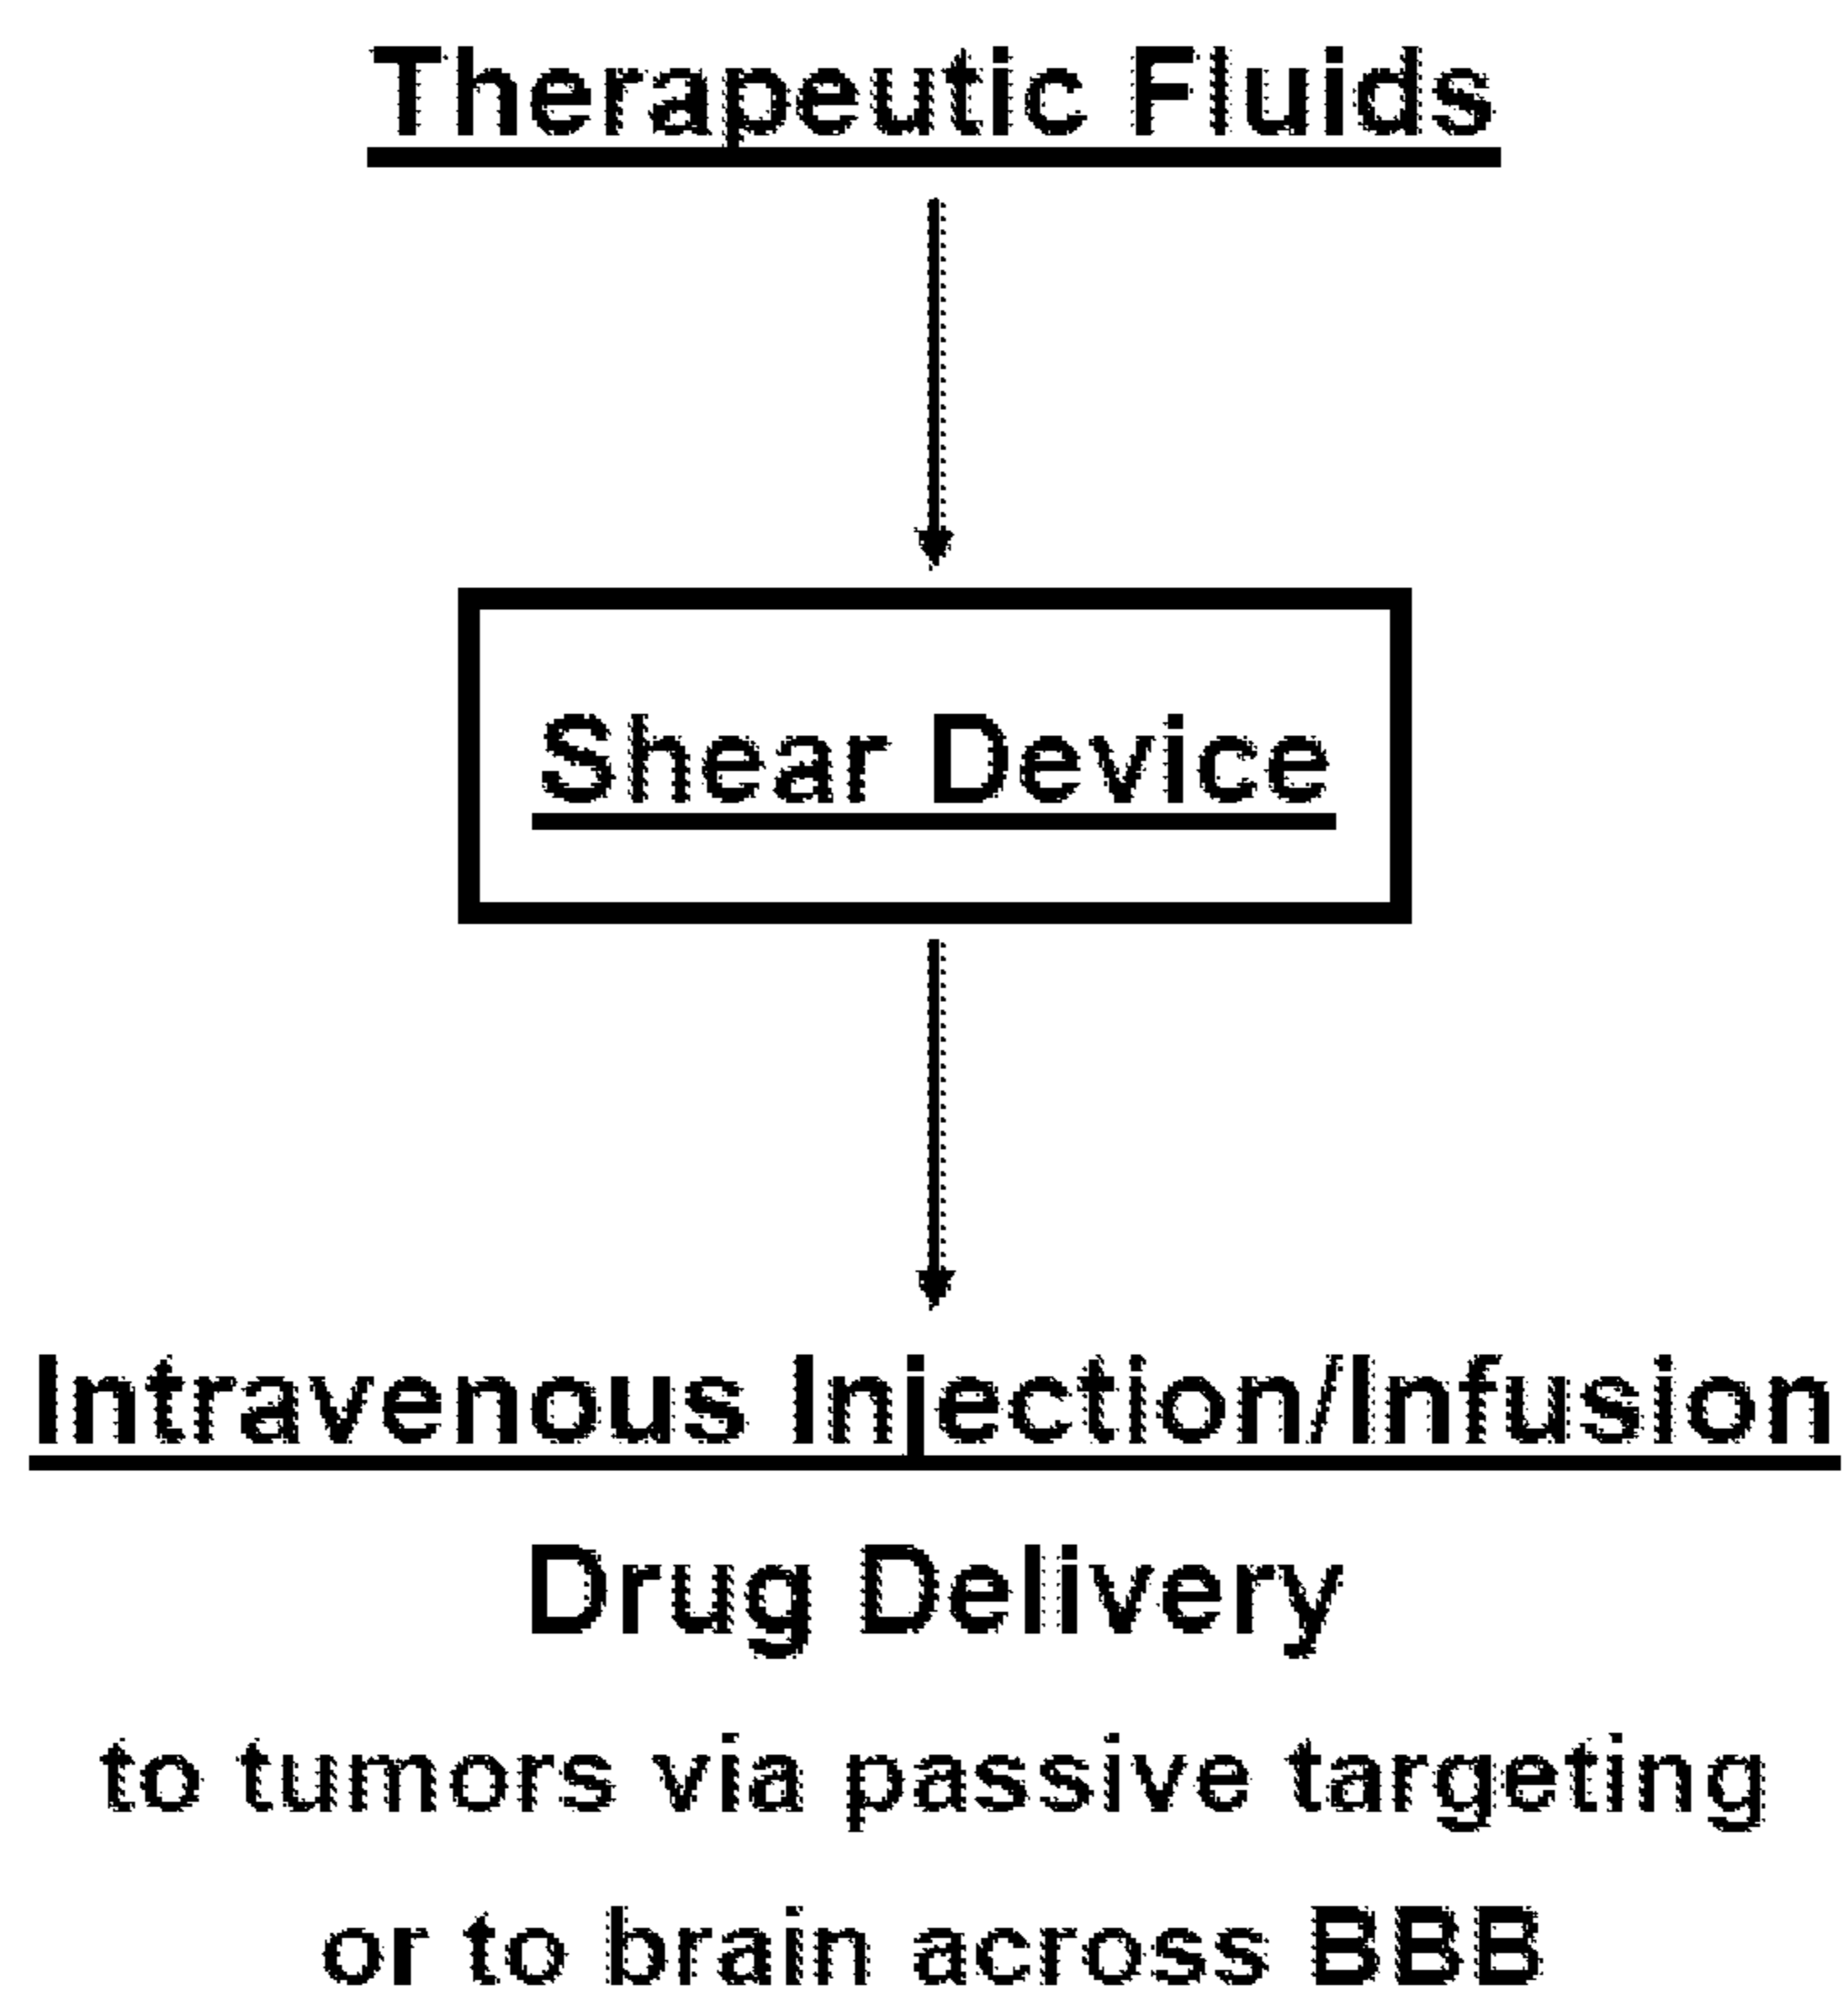 Therapeutic Fluids
Shear Device
Intravenous Injection/Infusion
Drug Delivery
to tumors via passive targeting
or to brain across BBB